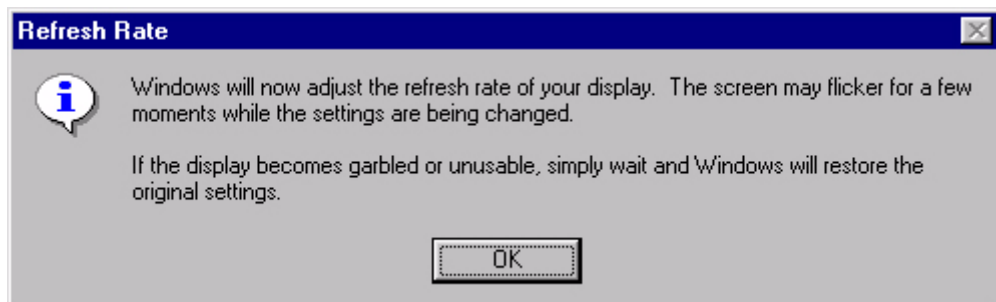 Refresh Rate
Windows will now adjust the refresh rate of your display.  The screen may flicker for a few
moments while the settings are being changed.
If the display becomes garbled or unusable, simply wait and Windows will restore the
original settings.
OK